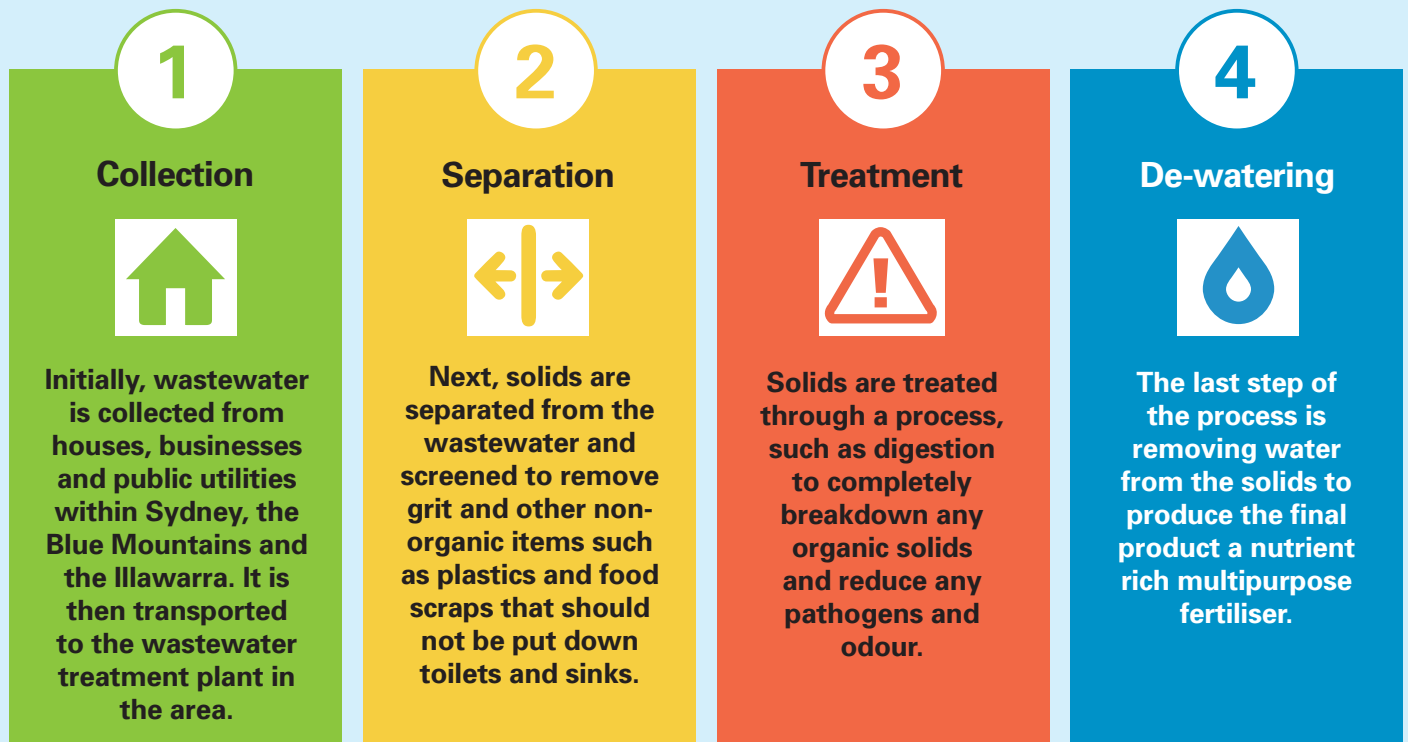 1
Collection
Initially, wastewater
is collected from
houses, businesses
and public utilities
within Sydney, the
Blue Mountains and
the Illawarra. It is
then transported
to the wastewater
treatment plant in
the area.
2
Separation
Next, solids are
separated from the
wastewater and
screened to remove
grit and other non-
organic items such
as plastics and food
scraps that should
not be put down
toilets and sinks.
3
Treatment
Solids are treated
through a process,
such as digestion
to completely
breakdown any
organic solids
and reduce any
pathogens and
odour.
4
De-watering
The last step of
the process is
removing water
from the solids to
produce the final
product a nutrient
rich multipurpose
fertiliser.